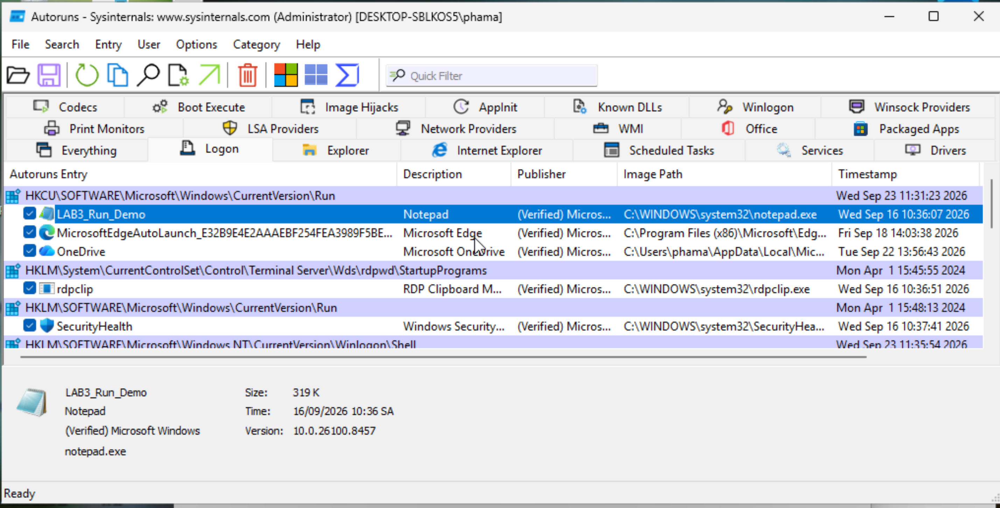 Autoruns - Sysinternals: www.sysinternals.com (Administrator) [DESKTOP-SBLKOS5\phama]
File Search Entry User Options Category Help
Quick Filter
Codecs Boot Execute Image Hijacks AppInit Known DLLs Winlogon Winsock Providers
Print Monitors LSA Providers Network Providers WMI Office Packaged Apps
Everything Logon Explorer Internet Explorer Scheduled Tasks Services Drivers
Autoruns Entry Description Publisher Image Path Timestamp
HKCU\SOFTWARE\Microsoft\Windows\CurrentVersion\Run Wed Sep 23 11:31:23 2026
LAB3_Run_Demo Notepad (Verified) Micros... C:\WINDOWS\system32\notepad.exe Wed Sep 16 10:36:07 2026
MicrosoftEdgeAutoLaunch_E32B9E4E2AAAEBF254FEA3989F5BE... Microsoft Edge (Verified) Micros... C:\Program Files (x86)\Microsoft\Edg... Fri Sep 18 14:03:38 2026
OneDrive Microsoft OneDrive (Verified) Micros... C:\Users\phama\AppData\Local\Mic... Tue Sep 22 13:56:43 2026
HKLM\System\CurrentControlSet\Control\Terminal Server\Wds\rdpwd\StartupPrograms Mon Apr 1 15:45:55 2024
rdpclip RDP Clipboard M... (Verified) Micros... C:\WINDOWS\system32\rdpclip.exe Wed Sep 16 10:36:51 2026
HKLM\SOFTWARE\Microsoft\Windows\CurrentVersion\Run Mon Apr 1 15:48:13 2024
SecurityHealth Windows Security... (Verified) Micros... C:\WINDOWS\system32\SecurityHea... Wed Sep 16 10:37:41 2026
HKLM\SOFTWARE\Microsoft\Windows NT\CurrentVersion\Winlogon\Shell Wed Sep 23 11:35:54 2026
LAB3_Run_Demo Size: 319 K
Notepad Time: 16/09/2026 10:36 SA
(Verified) Microsoft Windows Version: 10.0.26100.8457
notepad.exe
Ready